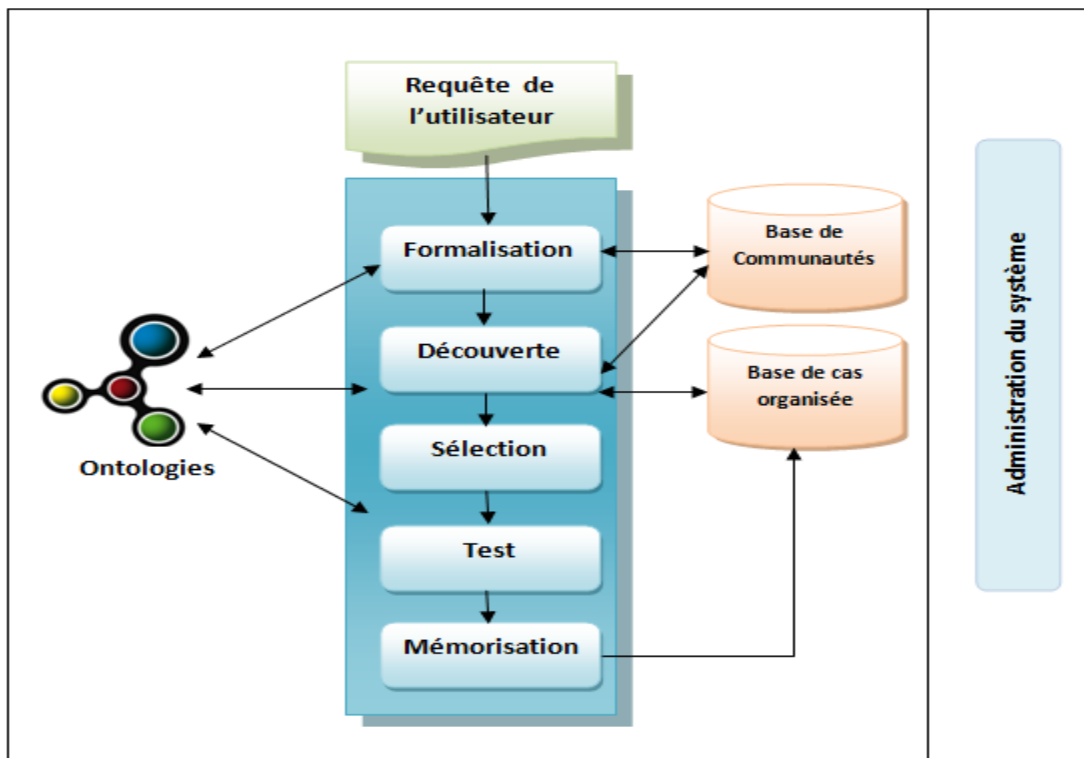 Requête de
l’utilisateur
Formalisation
Base de
Communautés
Découverte
Base de cas
organisée
Ontologies
Sélection
Test
Mémorisation
Administration du système